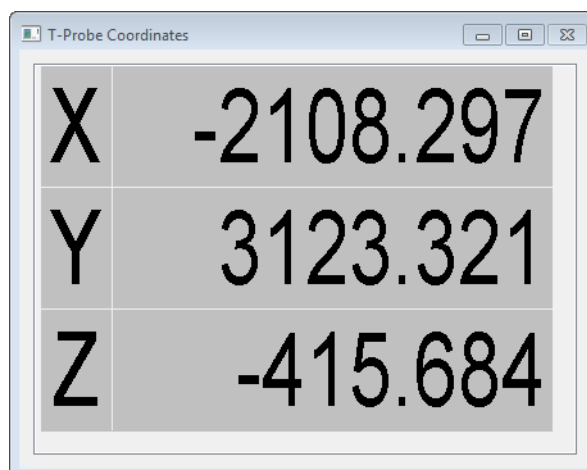 T-Probe Coordinates
X -2108.297
Y 3123.321
Z -415.684